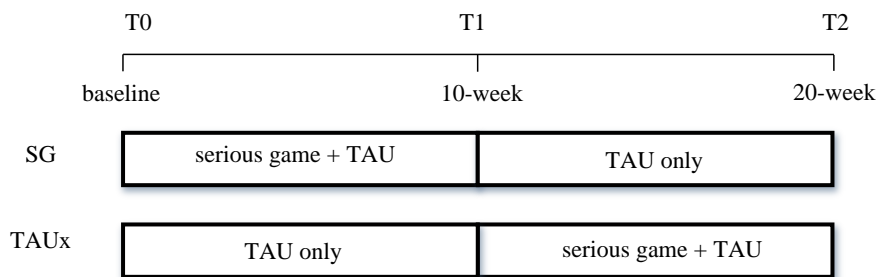 T0 T1 T2
baseline 10-week 20-week
SG serious game + TAU TAU only
TAUx TAU only serious game + TAU